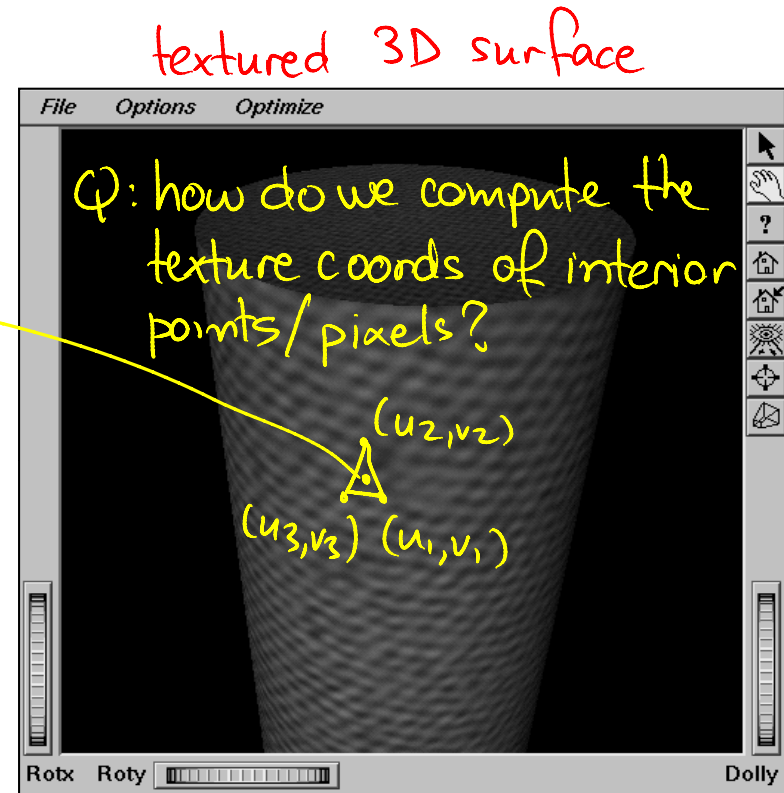 textured 3D surface
File Options Optimize
Q: how do we compute the
texture coords of interior
points/pixels?
?
(u2,v2)
(u3,v3) (u1,v1)
Rotx Roty Dolly